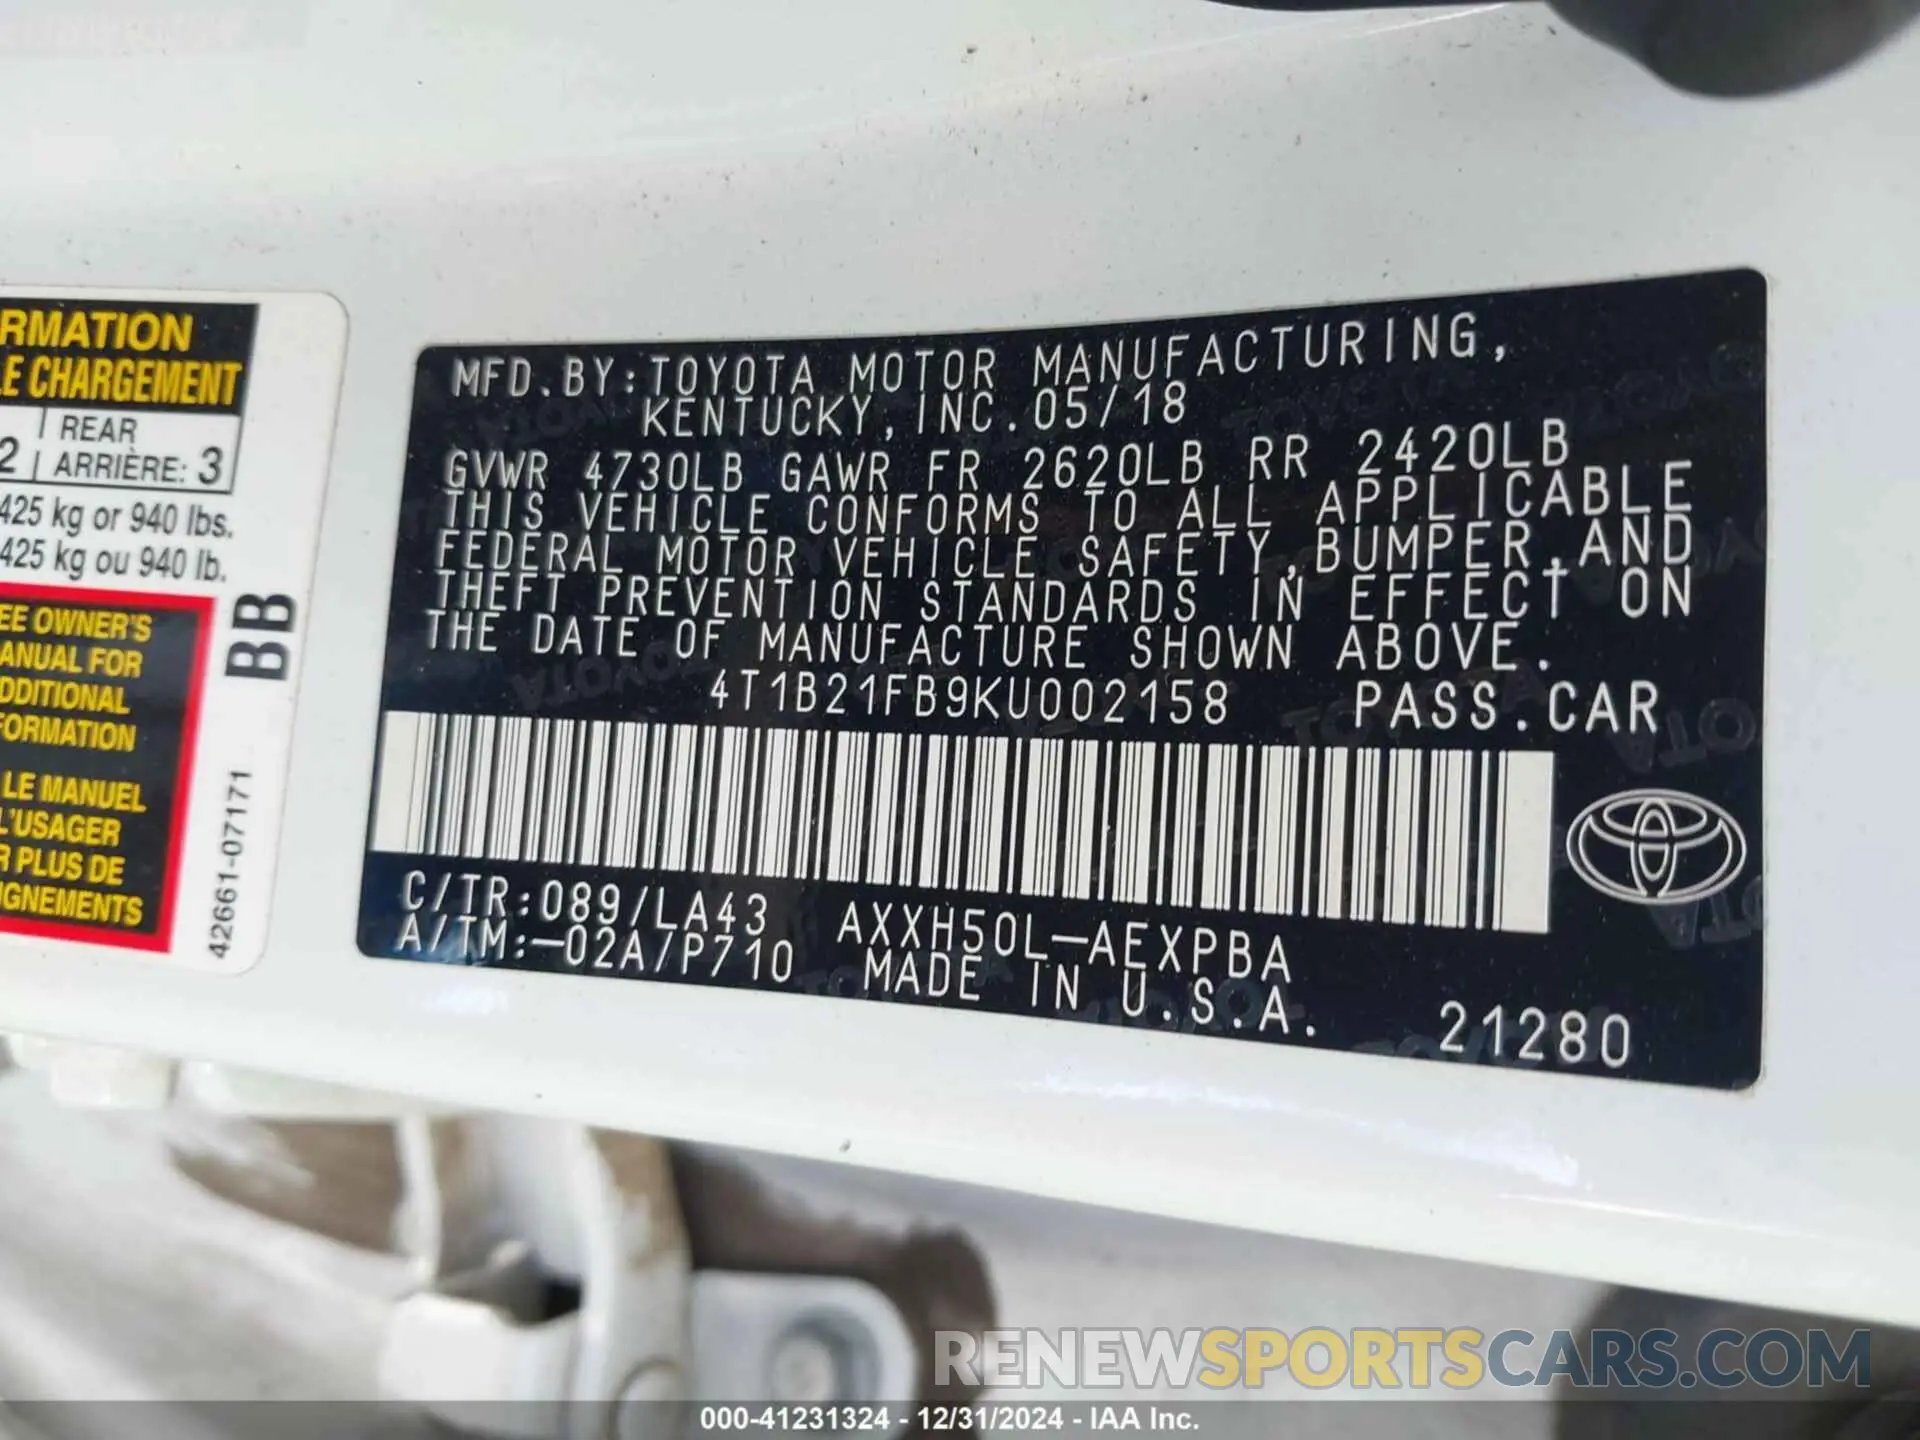 RMATION
LE CHARGEMENT
2 REAR
ARRIÈRE: 3
425 kg or 940 lbs.
425 kg ou 940 lb.
EE OWNER'S
ANUAL FOR
DDITIONAL
FORMATION
LE MANUEL
L'USAGER
R PLUS DE
IGNEMENTS
BB
42661-07171
MFD.BY:TOYOTA MOTOR MANUFACTURING,
KENTUCKY,INC.05/18
GVWR 4730LB GAWR FR 2620LB RR 2420LB
THIS VEHICLE CONFORMS TO ALL APPLICABLE
FEDERAL MOTOR VEHICLE SAFETY,BUMPER,AND
THEFT PREVENTION STANDARDS IN EFFECT ON
THE DATE OF MANUFACTURE SHOWN ABOVE.
4T1B21FB9KU002158 PASS.CAR
C/TR:089/LA43 AXXH50L-AEXPBA
A/TM:-02A/P710 MADE IN U.S.A.
21280
RENEWSPORTSCARS.COM
000-41231324 - 12/31/2024 - IAA Inc.